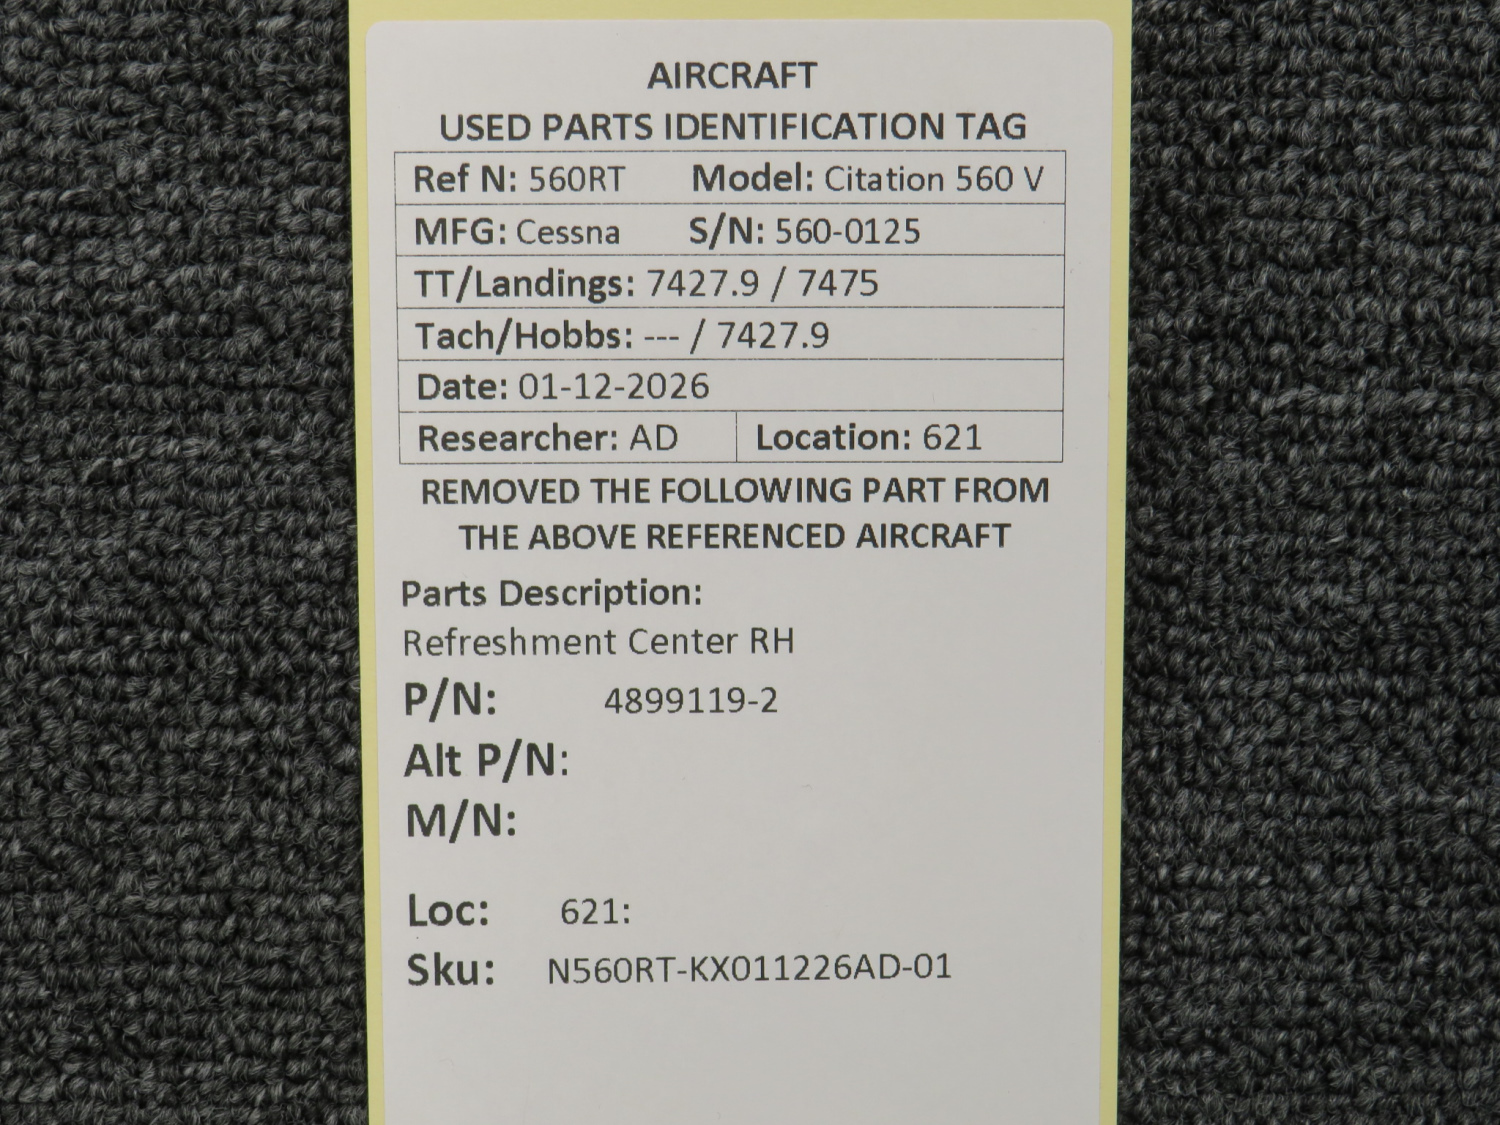 AIRCRAFT
USED PARTS IDENTIFICATION TAG
Ref N: 560RT Model: Citation 560 V
MFG: Cessna S/N: 560-0125
TT/Landings: 7427.9 / 7475
Tach/Hobbs: --- / 7427.9
Date: 01-12-2026
Researcher: AD Location: 621
REMOVED THE FOLLOWING PART FROM
THE ABOVE REFERENCED AIRCRAFT
Parts Description:
Refreshment Center RH
P/N: 4899119-2
Alt P/N:
M/N:
Loc: 621:
Sku: N560RT-KX011226AD-01